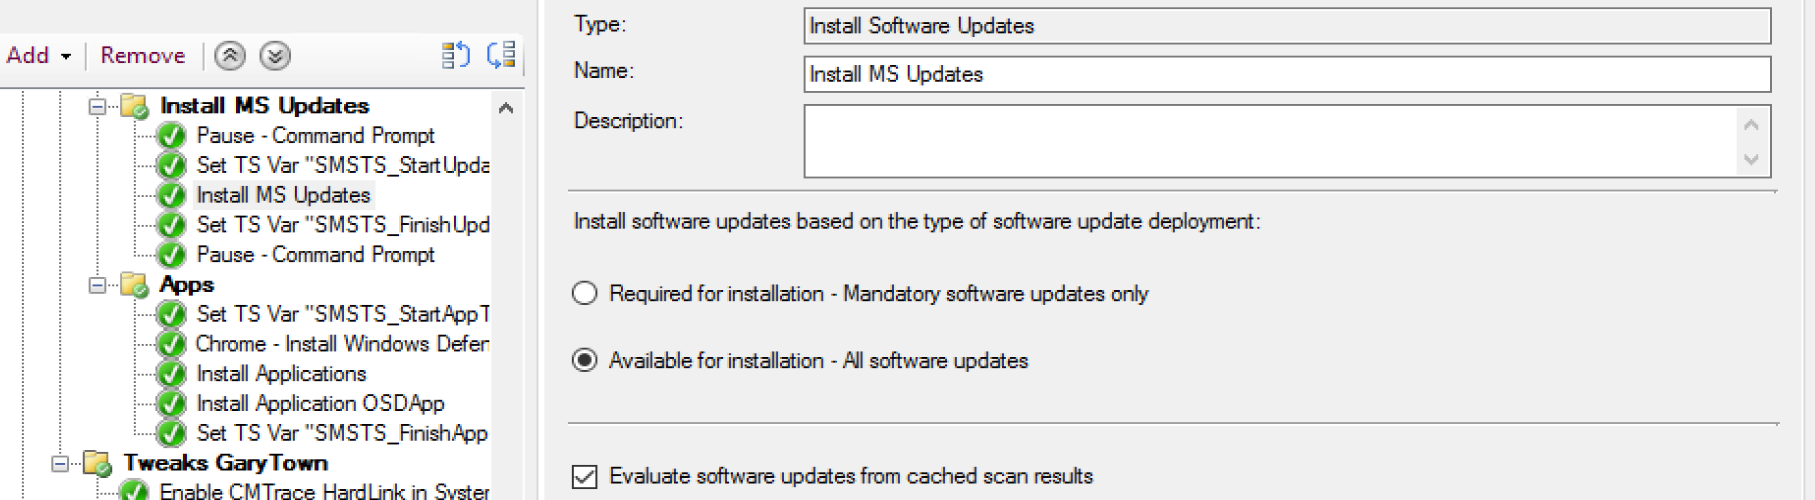 Add
Remove
Install MS Updates
Pause - Command Prompt
Set TS Var "SMSTS_StartUpda
Install MS Updates
Set TS Var "SMSTS_FinishUpd
Pause - Command Prompt
Apps
Set TS Var "SMSTS_StartAppT
Chrome - Install Windows Defen
Install Applications
Install Application OSDApp
Set TS Var "SMSTS_FinishApp
Tweaks GaryTown
Enable CMTrace HardLink in System
Type:
Install Software Updates
Name:
Install MS Updates
Description:
Install software updates based on the type of software update deployment:
Required for installation - Mandatory software updates only
Available for installation - All software updates
Evaluate software updates from cached scan results